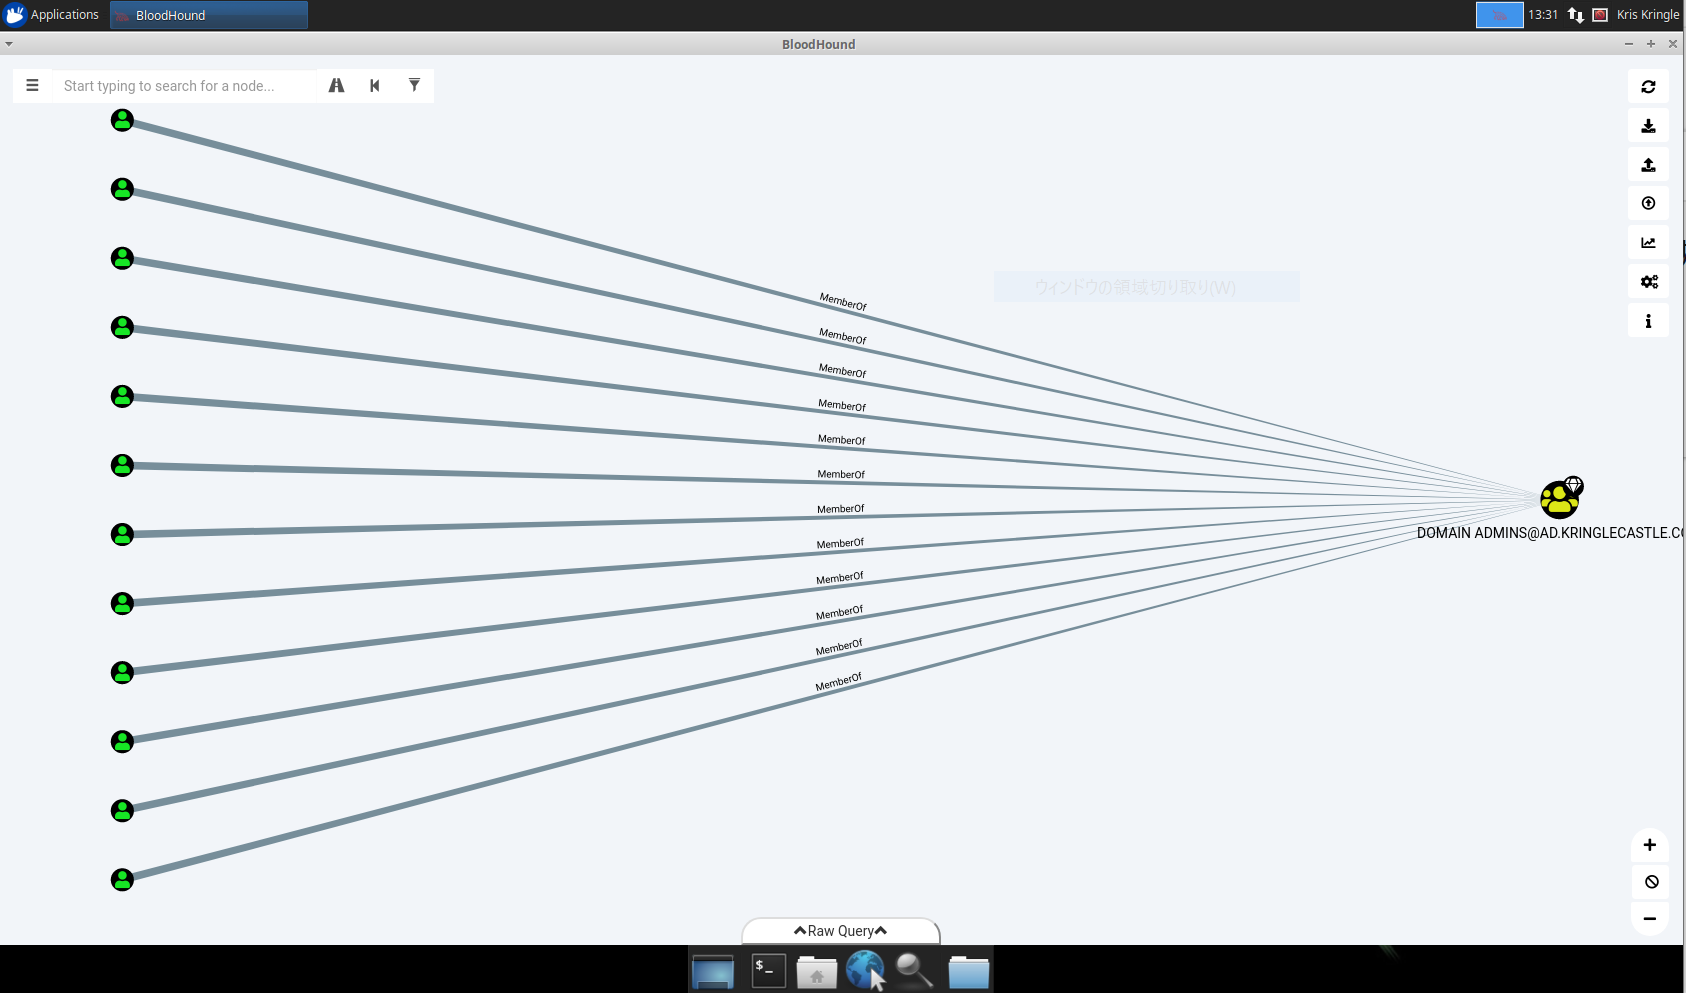 Applications
BloodHound
13:31
Kris Kringle
BloodHound
Start typing to search for a node...
ウィンドウの領域切り取り(W)
MemberOf
MemberOf
MemberOf
MemberOf
MemberOf
MemberOf
MemberOf
MemberOf
MemberOf
MemberOf
MemberOf
MemberOf
DOMAIN ADMINS@AD.KRINGLECASTLE.CO
Raw Query
$_